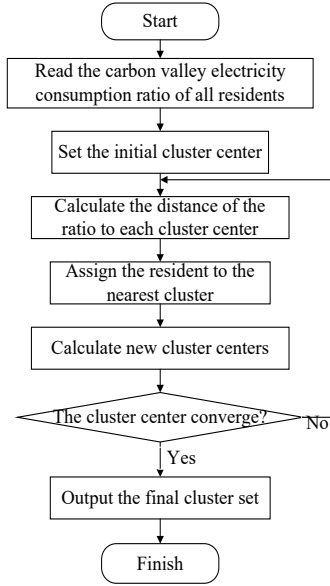 Start
Read the carbon valley electricity
consumption ratio of all residents
Set the initial cluster center
Calculate the distance of the
ratio to each cluster center
Assign the resident to the
nearest cluster
Calculate new cluster centers
The cluster center converge?
No
Yes
Output the final cluster set
Finish